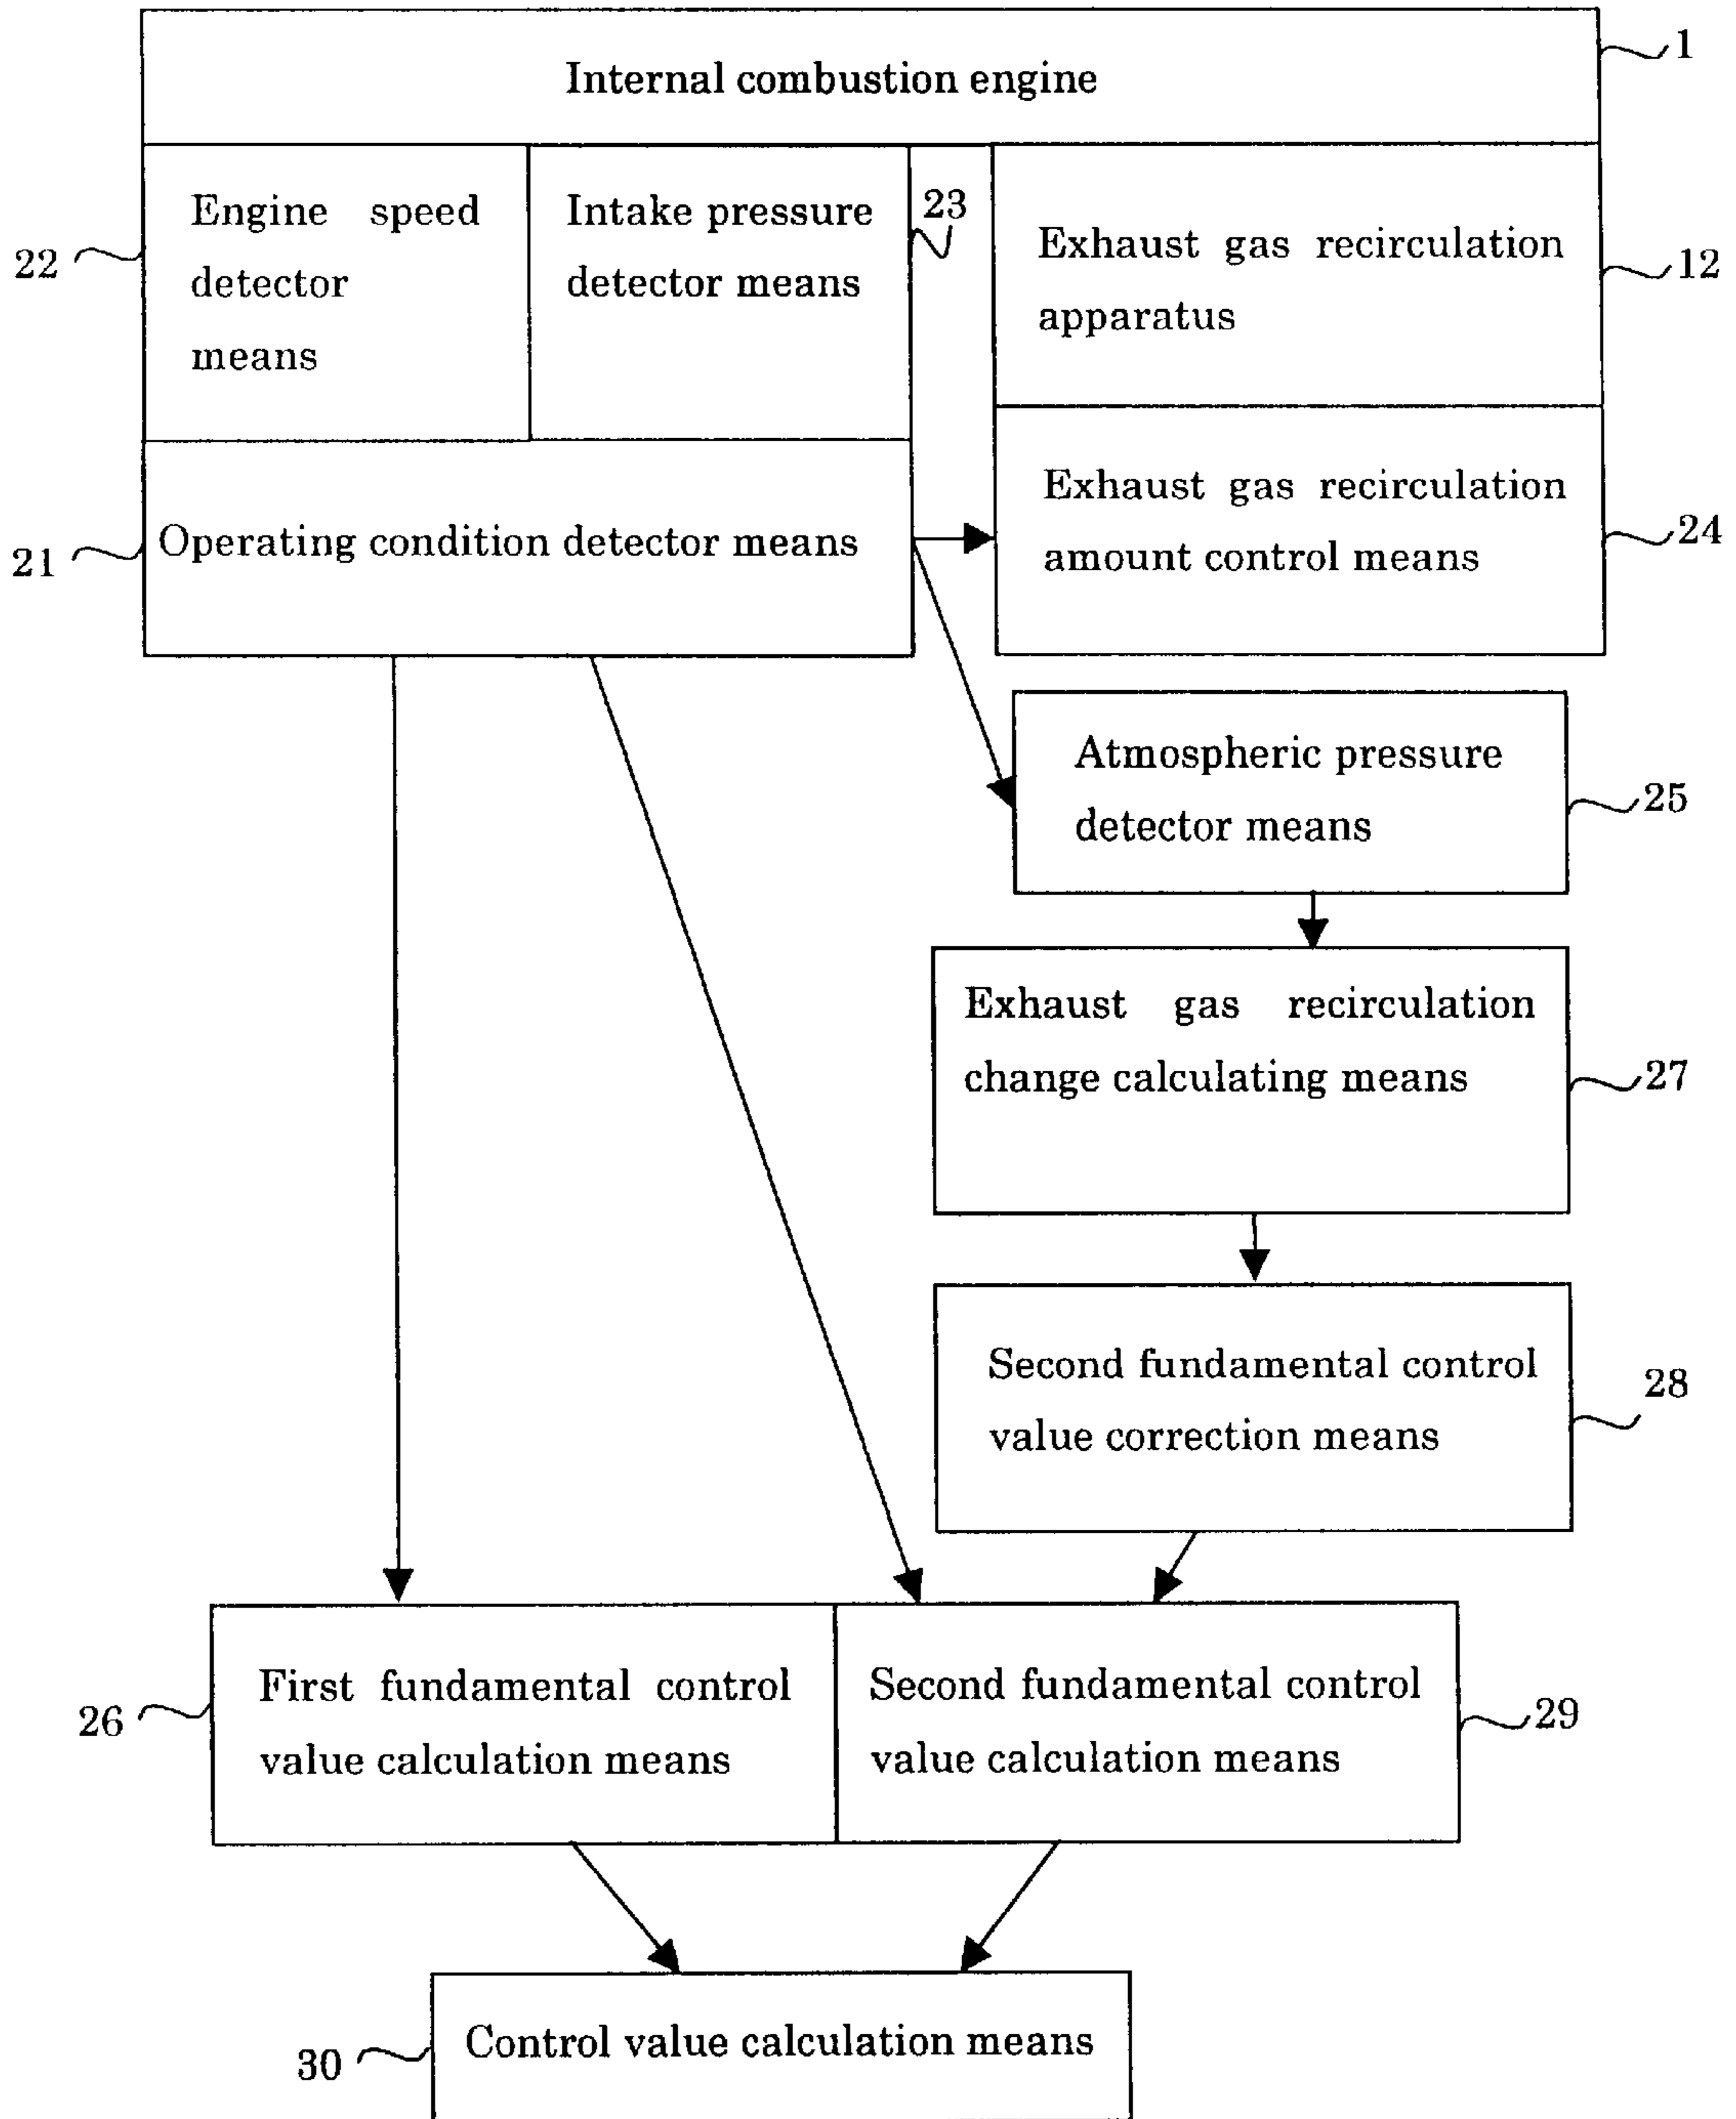 Internal combustion engine
1
Engine speed
detector
means
22
Intake pressure
detector means
23
Exhaust gas recirculation
apparatus
12
Operating condition detector means
21
Exhaust gas recirculation
amount control means
24
Atmospheric pressure
detector means
25
Exhaust gas recirculation
change calculating means
27
Second fundamental control
value correction means
28
First fundamental control
value calculation means
26
Second fundamental control
value calculation means
29
Control value calculation means
30